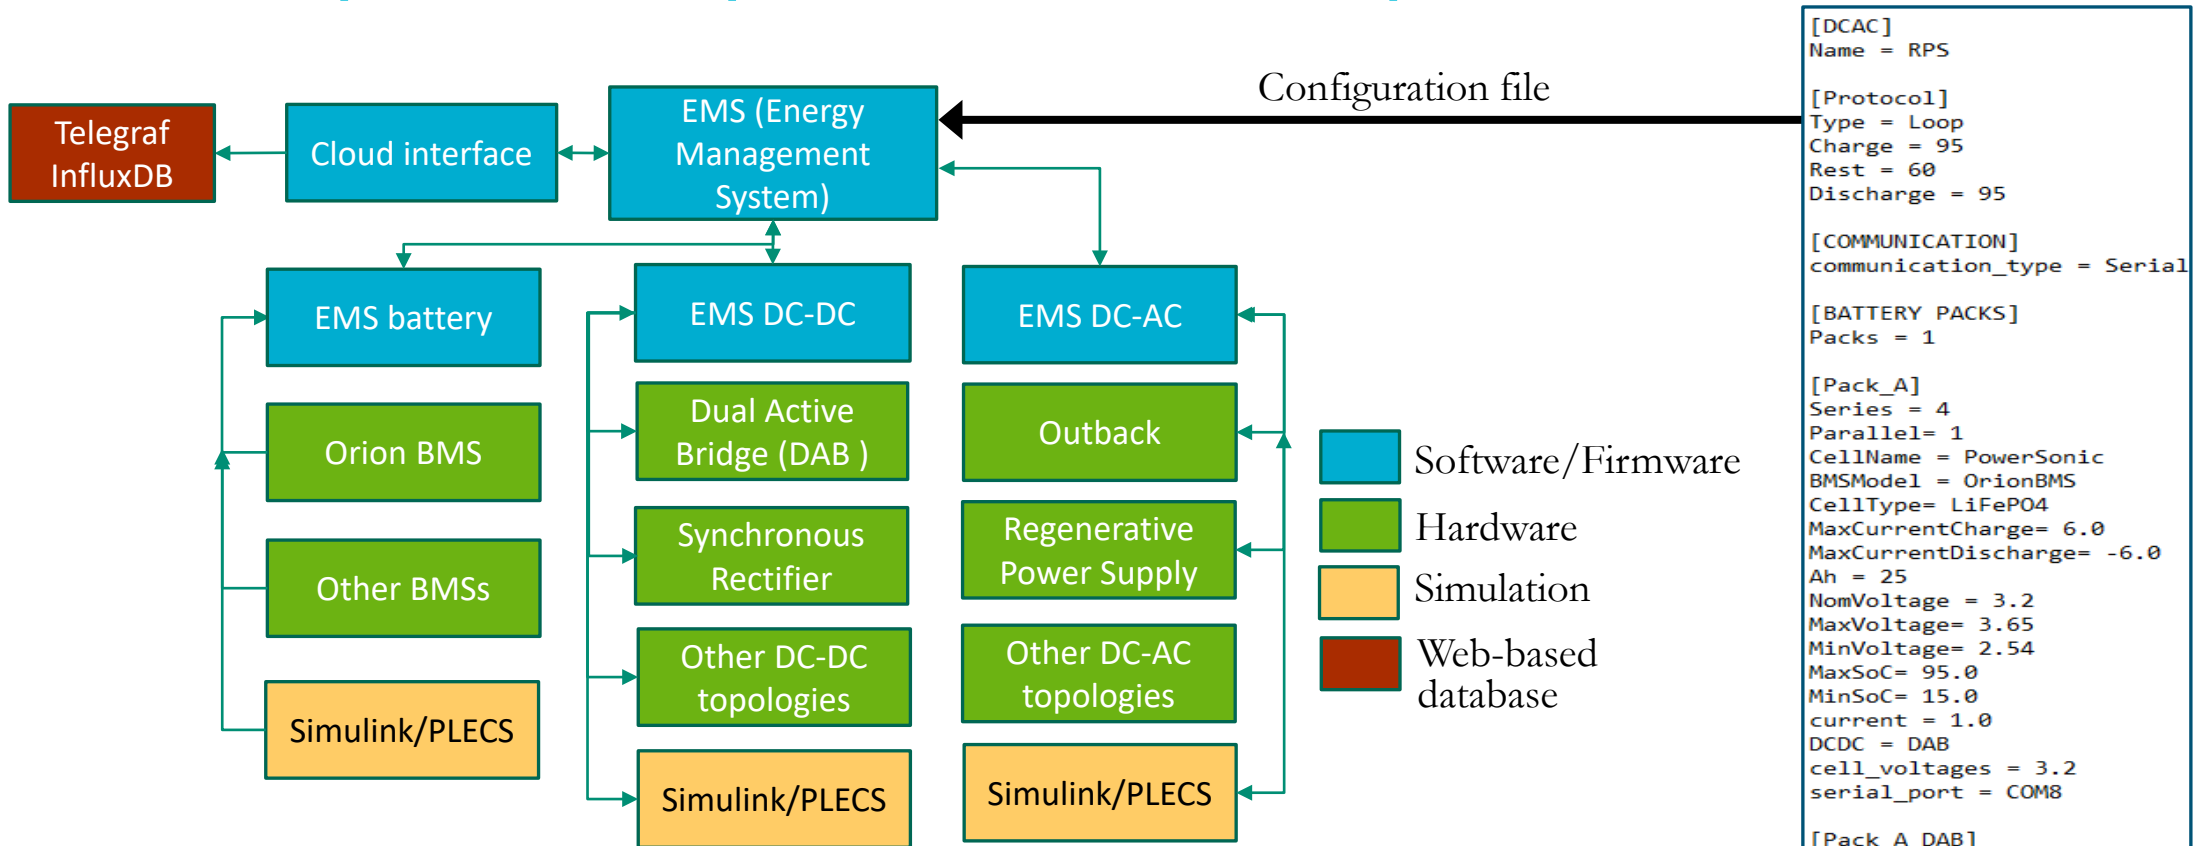 Telegraf
InfluxDB
Cloud interface
EMS (Energy
Management
System)
Configuration file
EMS battery
EMS DC-DC
EMS DC-AC
Orion BMS
Dual Active
Bridge (DAB )
Outback
Other BMSs
Synchronous
Rectifier
Regenerative
Power Supply
Simulink/PLECS
Other DC-DC
topologies
Other DC-AC
topologies
Simulink/PLECS
Simulink/PLECS
Software/Firmware
Hardware
Simulation
Web-based
database
[DCAC]
Name = RPS
[Protocol]
Type = Loop
Charge = 95
Rest = 60
Discharge = 95
[COMMUNICATION]
communication_type = Serial
[BATTERY PACKS]
Packs = 1
[Pack_A]
Series = 4
Parallel= 1
CellName = PowerSonic
BMSModel = OrionBMS
CellType= LiFePO4
MaxCurrentCharge= 6.0
MaxCurrentDischarge= -6.0
Ah = 25
NomVoltage = 3.2
MaxVoltage= 3.65
MinVoltage= 2.54
MaxSoC= 95.0
MinSoC= 15.0
current = 1.0
DCDC = DAB
cell_voltages = 3.2
serial_port = COM8
[Pack A DAB]